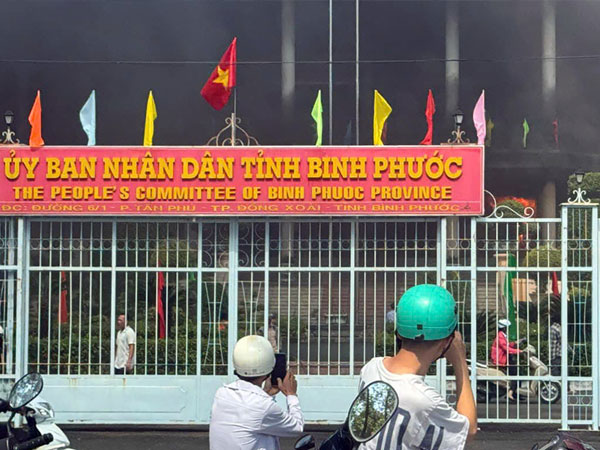 ỦY BAN NHÂN DÂN TỈNH BÌNH PHƯỚC
THE PEOPLE'S COMMITTEE OF BINH PHUOC PROVINCE
ĐC: ĐƯỜNG 6/1 - P. TÂN PHÚ - TP. ĐỒNG XOÀI - TỈNH BÌNH PHƯỚC